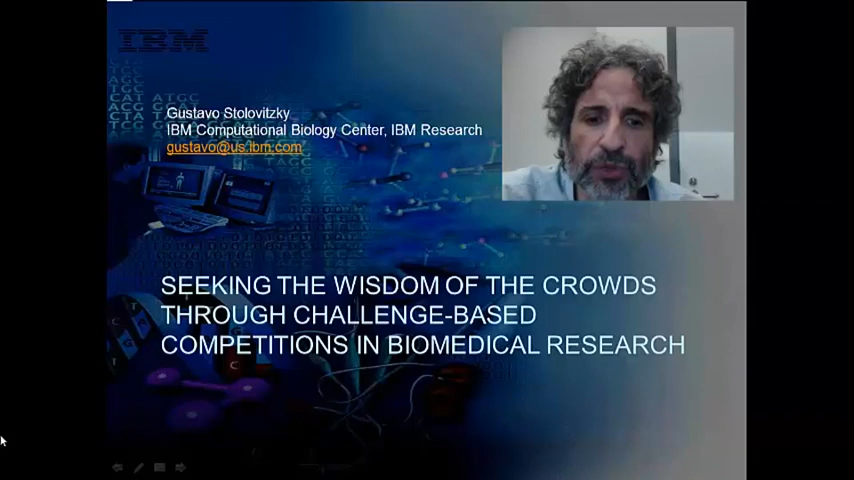 IBM
Gustavo Stolovitzky
IBM Computational Biology Center, IBM Research
gustavo@us.ibm.com
SEEKING THE WISDOM OF THE CROWDS
THROUGH CHALLENGE-BASED
COMPETITIONS IN BIOMEDICAL RESEARCH